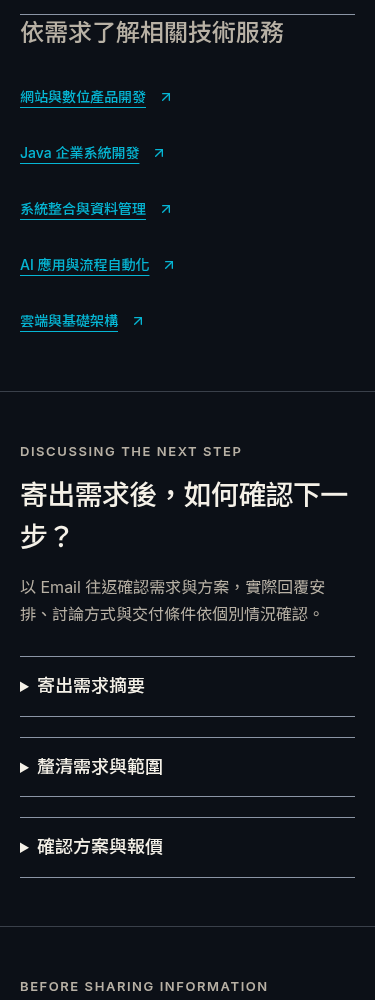 依需求了解相關技術服務
網站與數位產品開發 ↗
Java 企業系統開發 ↗
系統整合與資料管理 ↗
AI 應用與流程自動化 ↗
雲端與基礎架構 ↗
DISCUSSING THE NEXT STEP
寄出需求後，如何確認下一
步？
以 Email 往返確認需求與方案，實際回覆安
排、討論方式與交付條件依個別情況確認。
▶ 寄出需求摘要
▶ 釐清需求與範圍
▶ 確認方案與報價
BEFORE SHARING INFORMATION